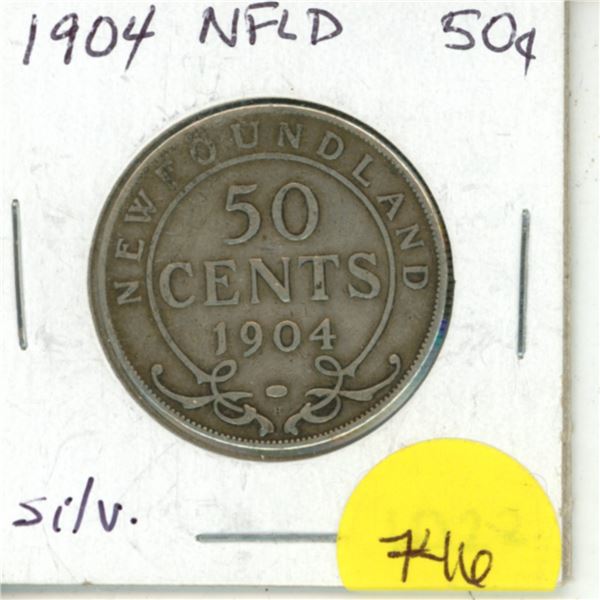 1904 NFLD 50¢
NEWFOUNDLAND
50
CENTS
1904
H
silv.
746